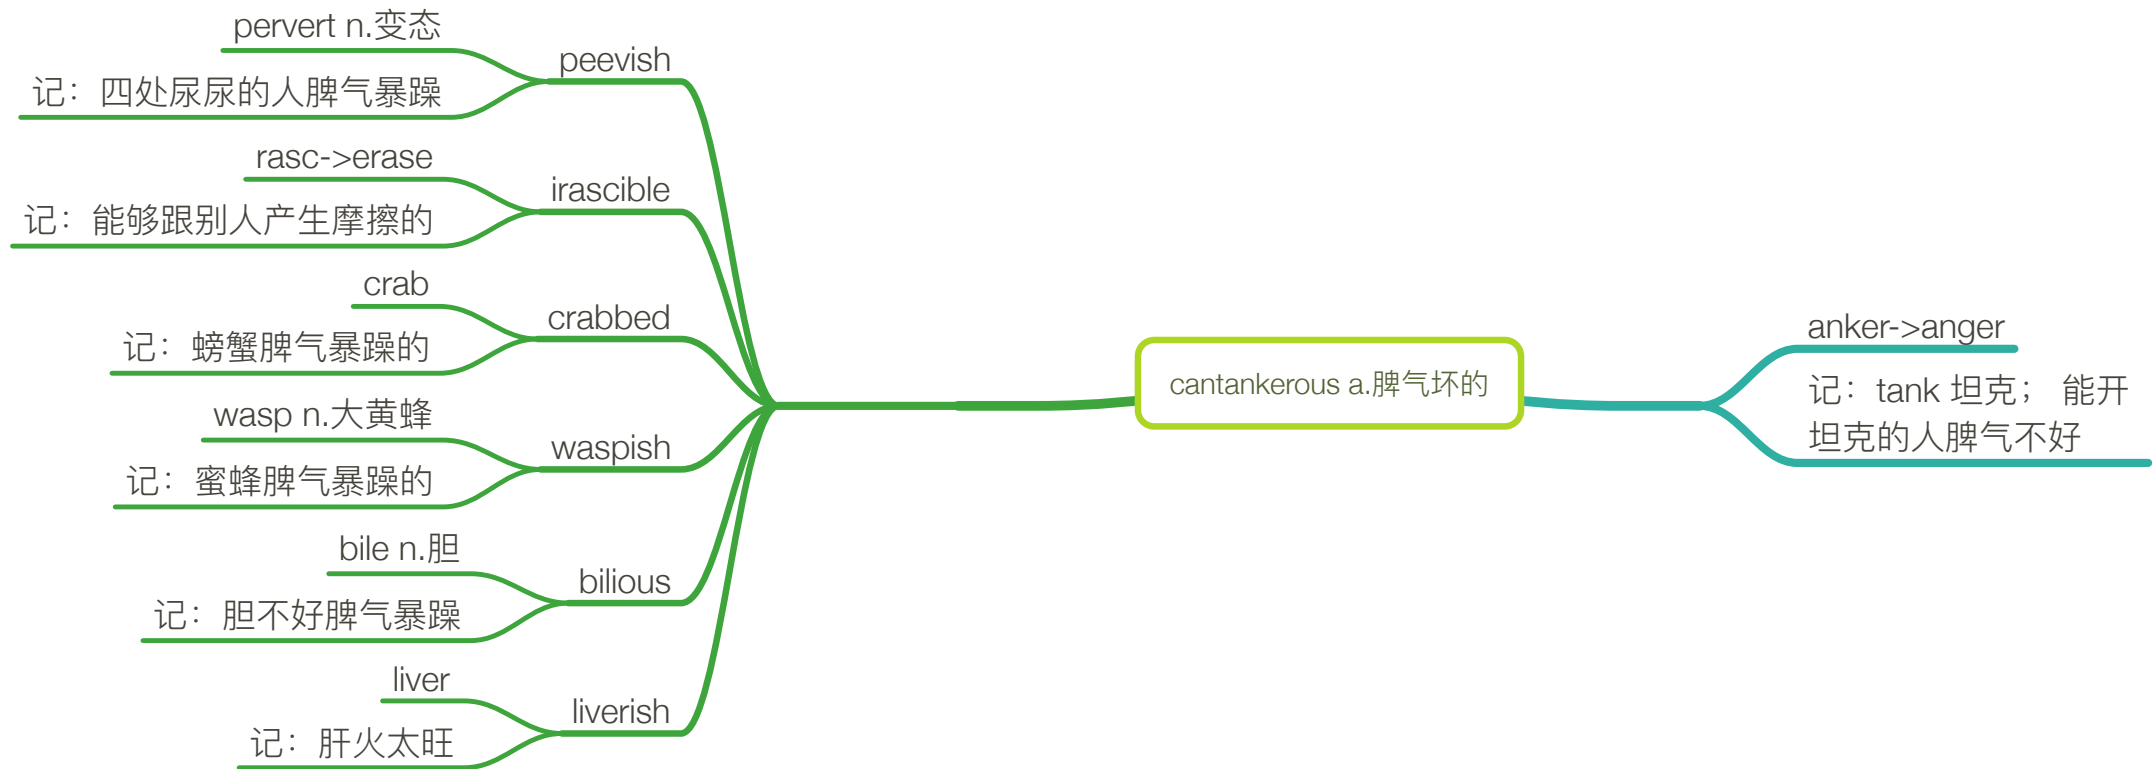 pervert n.变态
peevish
记：四处尿尿的人脾气暴躁
rasc->erase
irascible
记：能够跟别人产生摩擦的
crab
crabbed
记：螃蟹脾气暴躁的
wasp n.大黄蜂
waspish
记：蜜蜂脾气暴躁的
bile n.胆
bilious
记：胆不好脾气暴躁
liver
liverish
记：肝火太旺
cantankerous a.脾气坏的
anker->anger
记：tank 坦克； 能开
坦克的人脾气不好